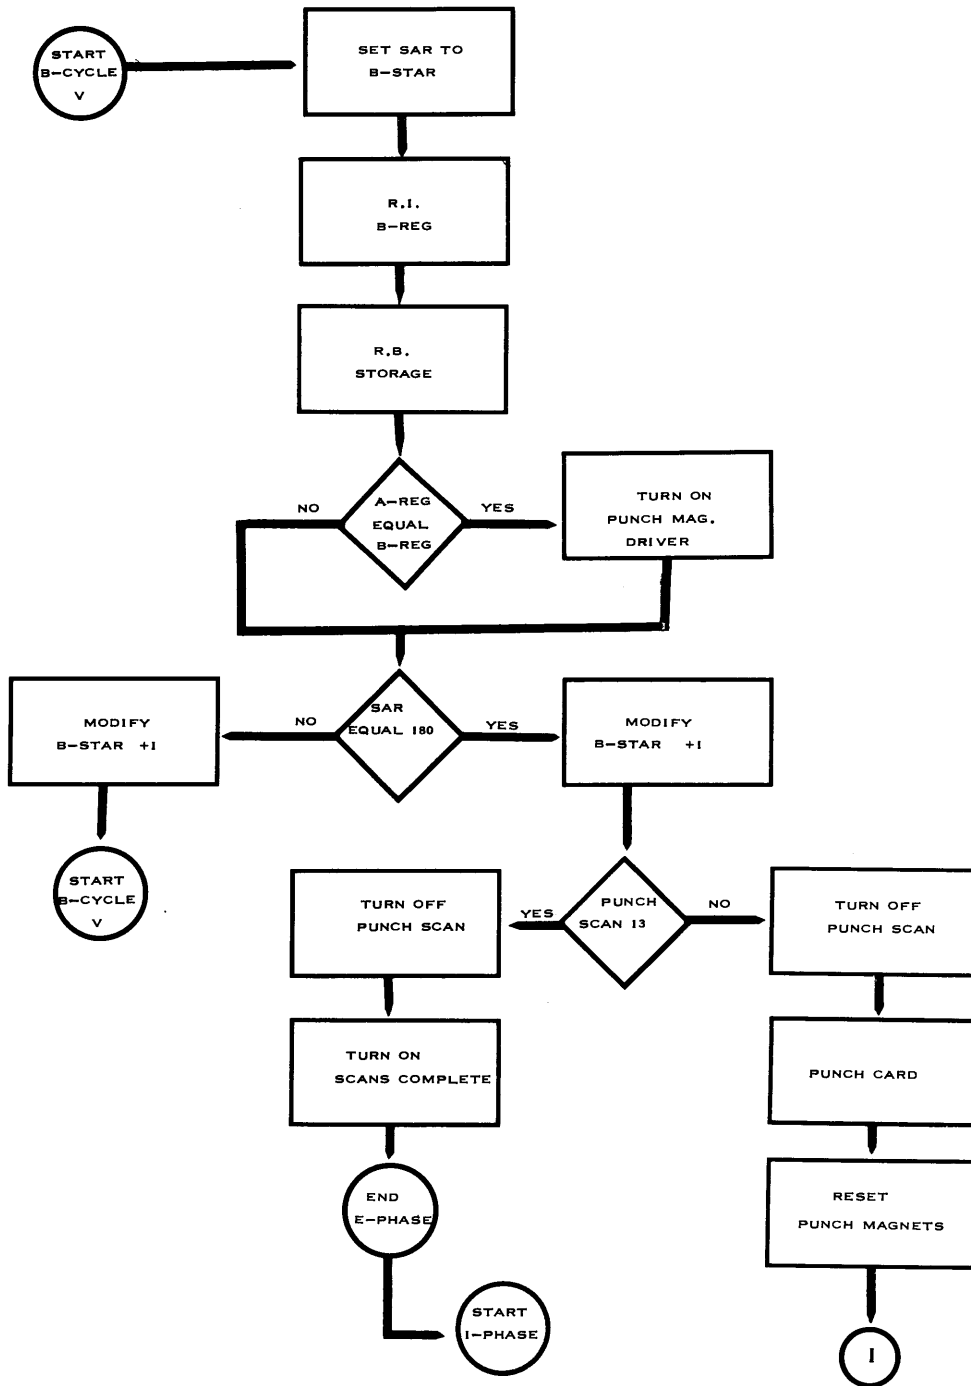 START
B-CYCLE
V
SET SAR TO
B-STAR
R.I.
B-REG
R.B.
STORAGE
A-REG
EQUAL
B-REG
NO
YES
TURN ON
PUNCH MAG.
DRIVER
SAR
EQUAL 180
NO
YES
MODIFY
B-STAR +1
MODIFY
B-STAR +1
START
B-CYCLE
V
PUNCH
SCAN 13
YES
NO
TURN OFF
PUNCH SCAN
TURN OFF
PUNCH SCAN
TURN ON
SCANS COMPLETE
PUNCH CARD
END
E-PHASE
RESET
PUNCH MAGNETS
START
I-PHASE
I